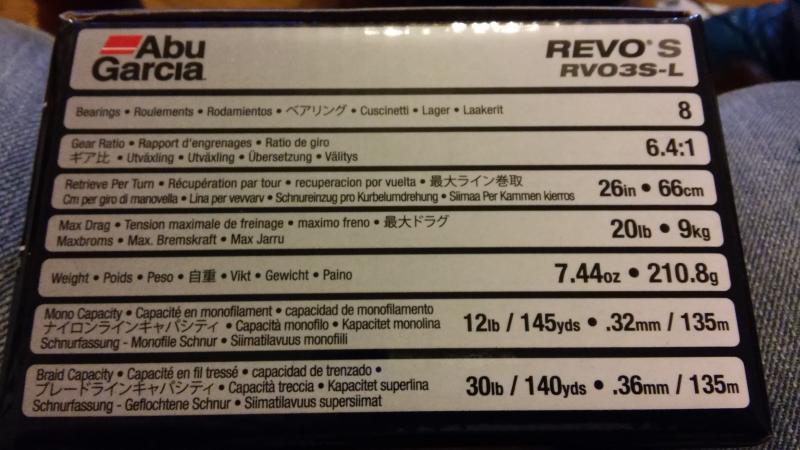 Abu
Garcia
REVO® S
RVO3S-L
Bearings • Roulements • Rodamientos • ベアリング • Cuscinetti • Lager • Laakerit
8
Gear Ratio • Rapport d'engrenages • Ratio de giro
ギア比 • Utväxling • Utväxling • Übersetzung • Välitys
6.4:1
Retrieve Per Turn • Récupération par tour • recuperacion por vuelta • 最大ライン巻取
Cm per giro di manovella • Lina per vevvarv • Schnureinzug pro Kurbelumdrehung • Siimaa Per Kammen kierros
26in • 66cm
Max Drag • Tension maximale de freinage • maximo freno • 最大ドラグ
Maxbroms • Max. Bremskraft • Max Jarru
20lb • 9kg
Weight • Poids • Peso • 自重 • Vikt • Gewicht • Paino
7.44oz • 210.8g
Mono Capacity • Capacité en monofilament • capacidad de monofilamento
ナイロンラインキャパシティ • Capacità monofilo • Kapacitet monolina
Schnurfassung - Monofile Schnur • Siimatilavuus monofiili
12lb / 145yds • .32mm / 135m
Braid Capacity • Capacité en fil tressé • capacidad de trenzado •
ブレードラインキャパシティ • Capacità treccia • Kapakitet superlina
Schnurfassung - Geflochtene Schnur • Siimatilavuus supersiimat
30lb / 140yds • .36mm / 135m